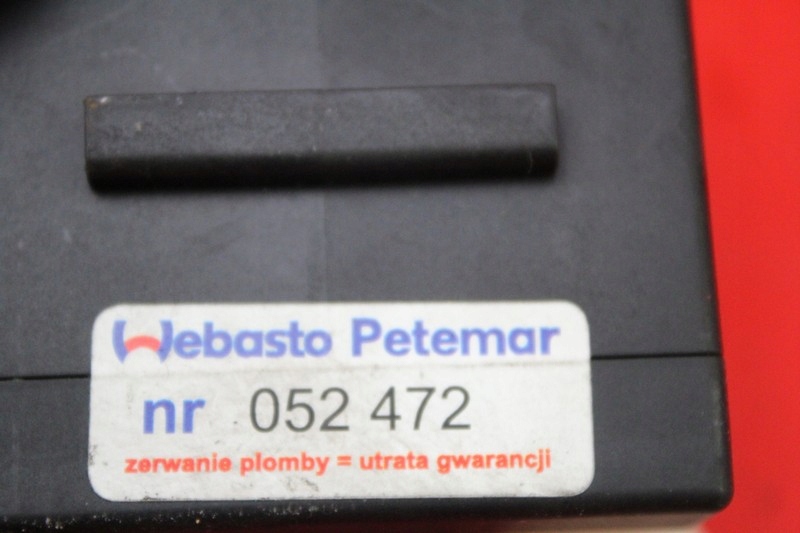 Webasto Petemar
nr 052 472
zerwanie plomby = utrata gwarancji